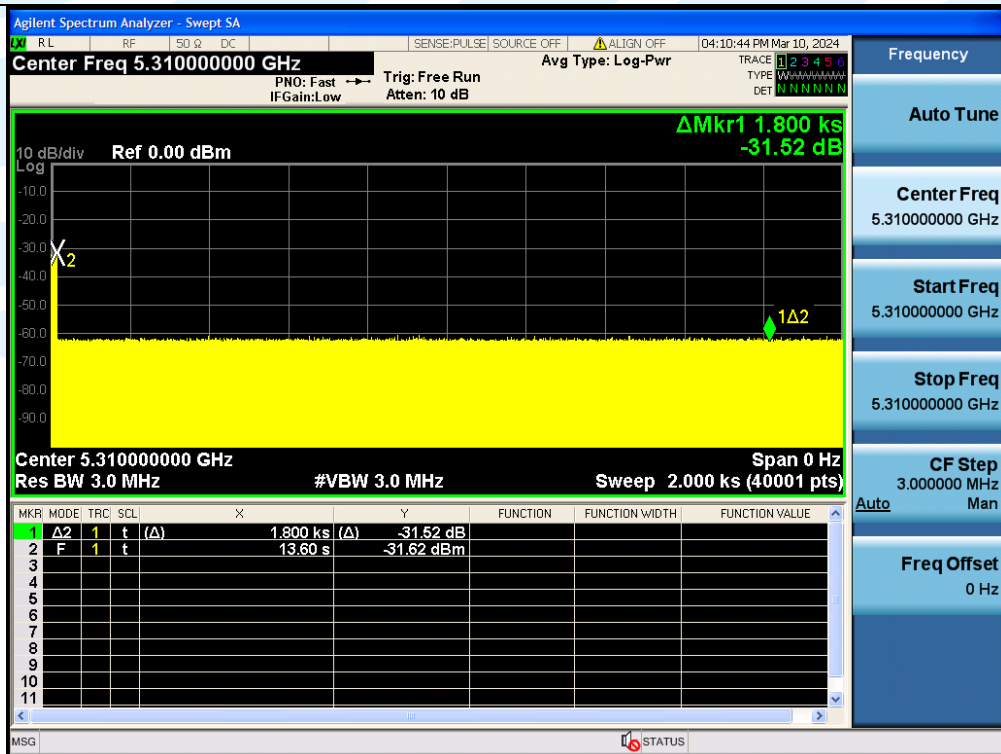 Agilent Spectrum Analyzer - Swept SA
LXI RL RF 50 Ω DC SENSE:PULSE SOURCE OFF ALIGN OFF 04:10:44 PM Mar 10, 2024
Center Freq 5.310000000 GHz
PNO: Fast
IFGain:Low
Trig: Free Run
Atten: 10 dB
Avg Type: Log-Pwr
TRACE 1 2 3 4 5 6
TYPE W
DET N N N N N N
ΔMkr1 1.800 ks
-31.52 dB
10 dB/div Ref 0.00 dBm
Log
-10.0
-20.0
-30.0
-40.0
-50.0
-60.0
-70.0
-80.0
-90.0
X2
1Δ2
Center 5.310000000 GHz Span 0 Hz
Res BW 3.0 MHz #VBW 3.0 MHz Sweep 2.000 ks (40001 pts)
MKR MODE TRC SCL X Y FUNCTION FUNCTION WIDTH FUNCTION VALUE
1 Δ2 1 t (Δ) 1.800 ks (Δ) -31.52 dB
2 F 1 t 13.60 s -31.62 dBm
3
4
5
6
7
8
9
10
11
MSG STATUS
Frequency
Auto Tune
Center Freq
5.310000000 GHz
Start Freq
5.310000000 GHz
Stop Freq
5.310000000 GHz
CF Step
3.000000 MHz
Auto Man
Freq Offset
0 Hz